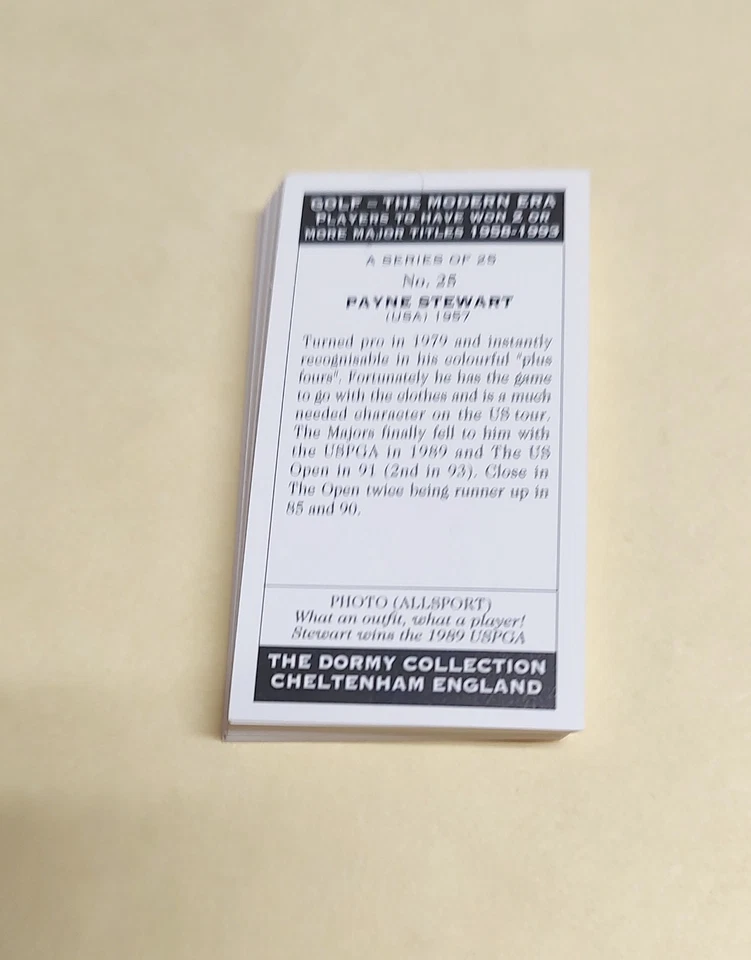 GOLF - THE MODERN ERA
PLAYERS TO HAVE WON 2 OR
MORE MAJOR TITLES 1958-1993
A SERIES OF 25
No. 25
PAYNE STEWART
(USA) 1957
Turned pro in 1979 and instantly
recognisable in his colourful "plus
fours". Fortunately he has the game
to go with the clothes and is a much
needed character on the US tour.
The Majors finally fell to him with
the USPGA in 1989 and The US
Open in 91 (2nd in 93). Close in
The Open twice being runner up in
85 and 90.
PHOTO (ALLSPORT)
What an outfit, what a player!
Stewart wins the 1989 USPGA
THE DORMY COLLECTION
CHELTENHAM ENGLAND